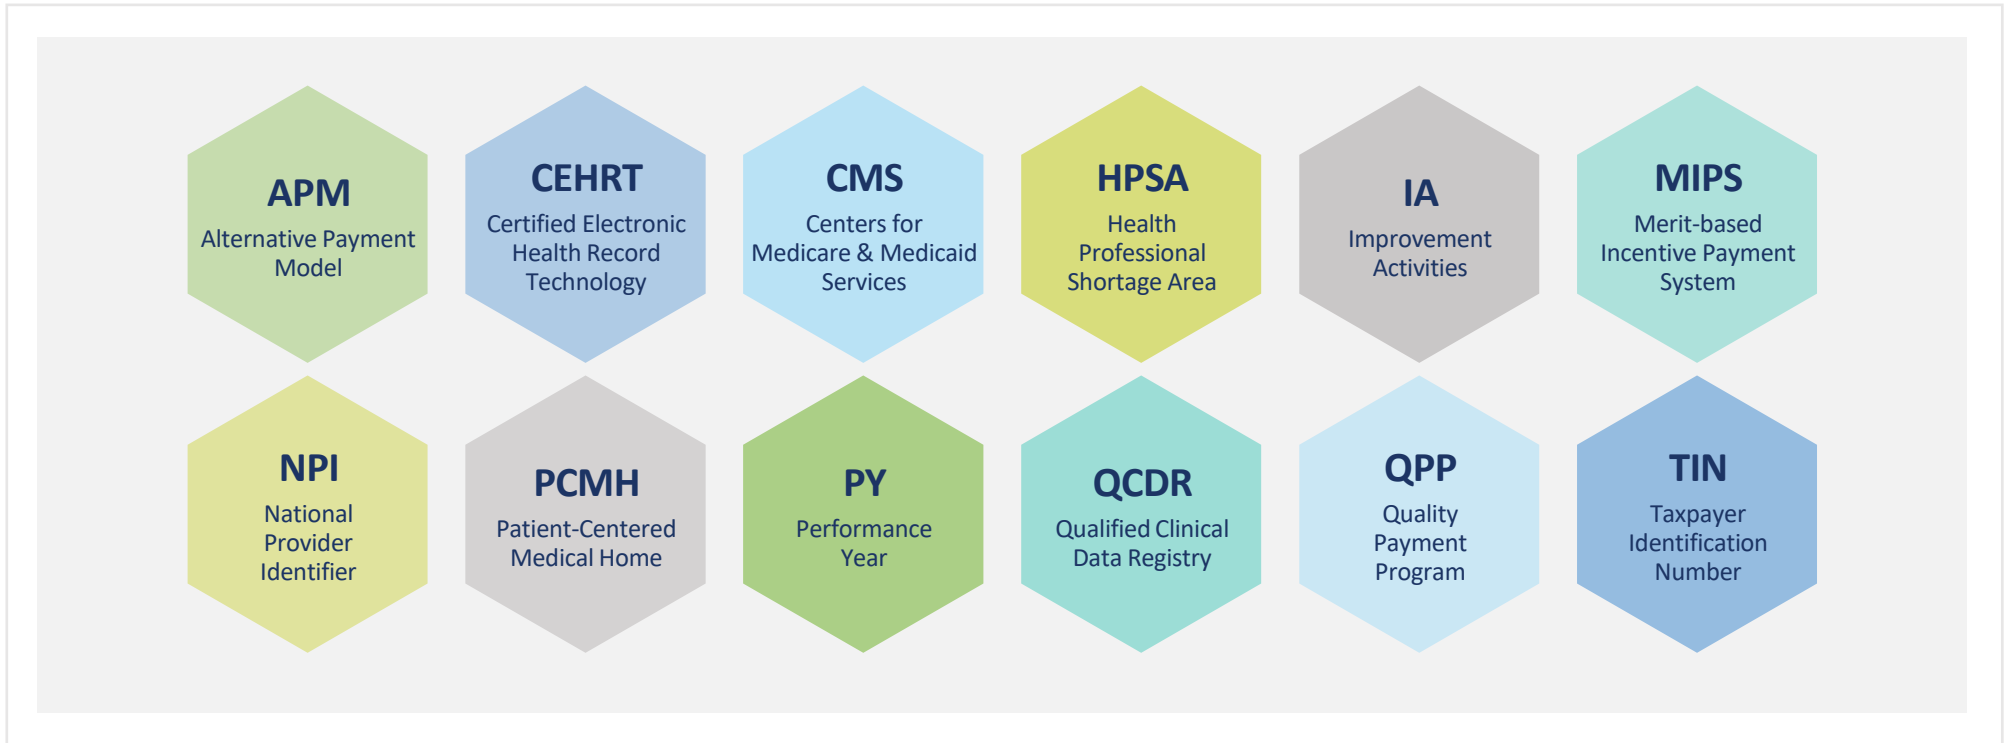 APM
Alternative Payment
Model
CEHRT
Certified Electronic
Health Record
Technology
CMS
Centers for
Medicare & Medicaid
Services
HPSA
Health
Professional
Shortage Area
IA
Improvement
Activities
MIPS
Merit-based
Incentive Payment
System
NPI
National
Provider
Identifier
PCMH
Patient-Centered
Medical Home
PY
Performance
Year
QCDR
Qualified Clinical
Data Registry
QPP
Quality
Payment
Program
TIN
Taxpayer
Identification
Number